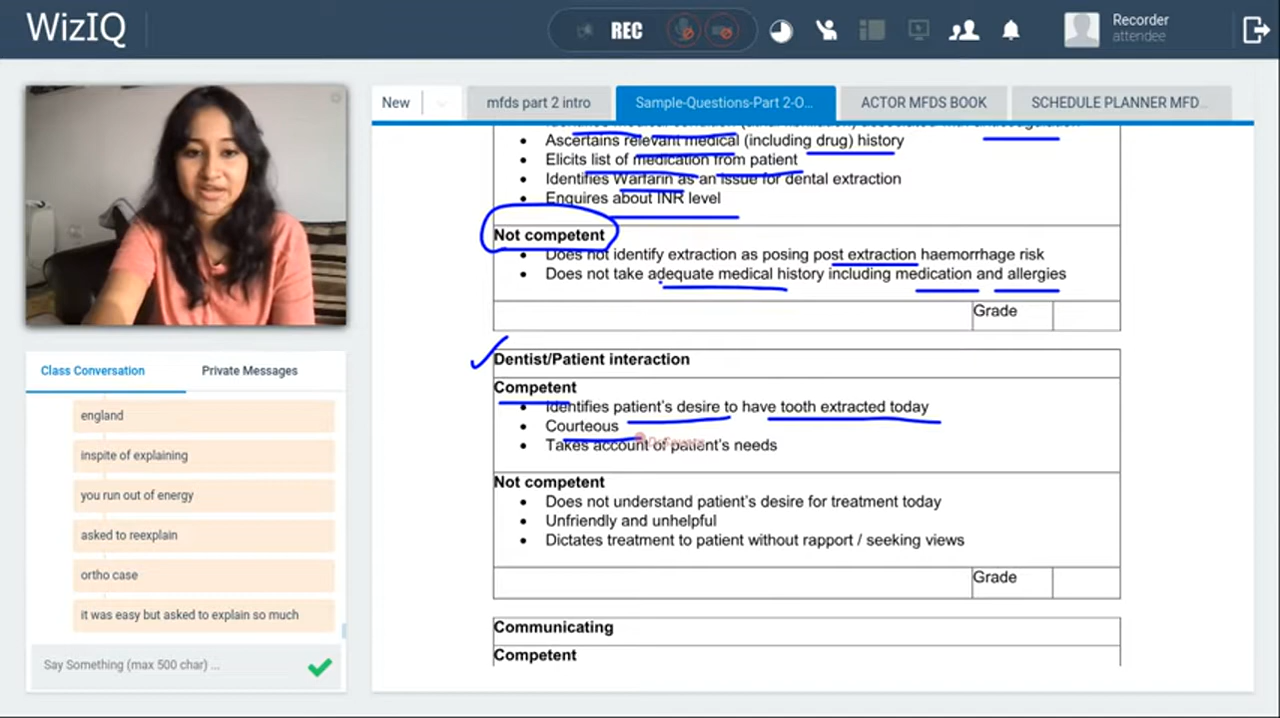 WizIQ
REC
Recorder
attendee
New
mfds part 2 intro
Sample-Questions-Part 2-O...
ACTOR MFDS BOOK
SCHEDULE PLANNER MFD...
• Ascertains relevant medical (including drug) history
• Elicits list of medication from patient
• Identifies Warfarin as an issue for dental extraction
• Enquires about INR level
Not competent
• Does not identify extraction as posing post extraction haemorrhage risk
• Does not take adequate medical history including medication and allergies
Grade
Dentist/Patient interaction
Competent
• Identifies patient's desire to have tooth extracted today
• Courteous
• Takes account of patient's needs
Not competent
• Does not understand patient's desire for treatment today
• Unfriendly and unhelpful
• Dictates treatment to patient without rapport / seeking views
Grade
Communicating
Competent
Class Conversation
Private Messages
england
inspite of explaining
you run out of energy
asked to reexplain
ortho case
it was easy but asked to explain so much
Say Something (max 500 char) ...